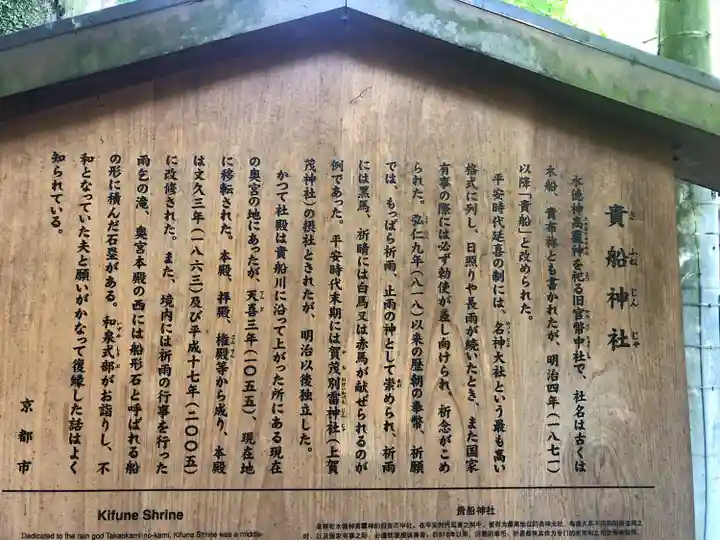 貴船神社
き ふね じん じゃ
水徳神高龗神を祀る旧官幣中社で、社名は古くは
木船、貴布祢とも書かれたが、明治四年（一八七一）
以降「貴船」と改められた。
平安時代延喜の制には、名神大社という最も高い
格式に列し、日照りや長雨が続いたとき、また国家
有事の際には必ず勅使が差し向けられ、祈念がこめ
られた。弘仁九年（八一八）以来の歴朝の奉幣、祈願
では、もっぱら祈雨、止雨の神として崇められ、祈雨
には黒馬、祈晴には白馬又は赤馬が献ぜられるのが
例であった。平安時代末期には賀茂別雷神社（上賀
茂神社）の摂社とされたが、明治以後独立した。
かつて社殿は貴船川に沿って上がった所にある現在
の奥宮の地にあったが、天喜三年（一〇五五）、現在地
に移転された。本殿、拝殿、権殿等から成り、本殿
は文久三年（一八六三）及び平成十七年（二〇〇五）
に改修された。また、境内には祈雨の行事を行った
雨乞の滝、奥宮本殿の西には船形石と呼ばれる船
の形に積んだ石塁がある。和泉式部がお詣りし、不
和となっていた夫と願いがかなって復縁した話はよく
知られている。
京都市
Kifune Shrine
Dedicated to the rain god Takaokami-no-kami, Kifune Shrine was a middle-
贵船神社